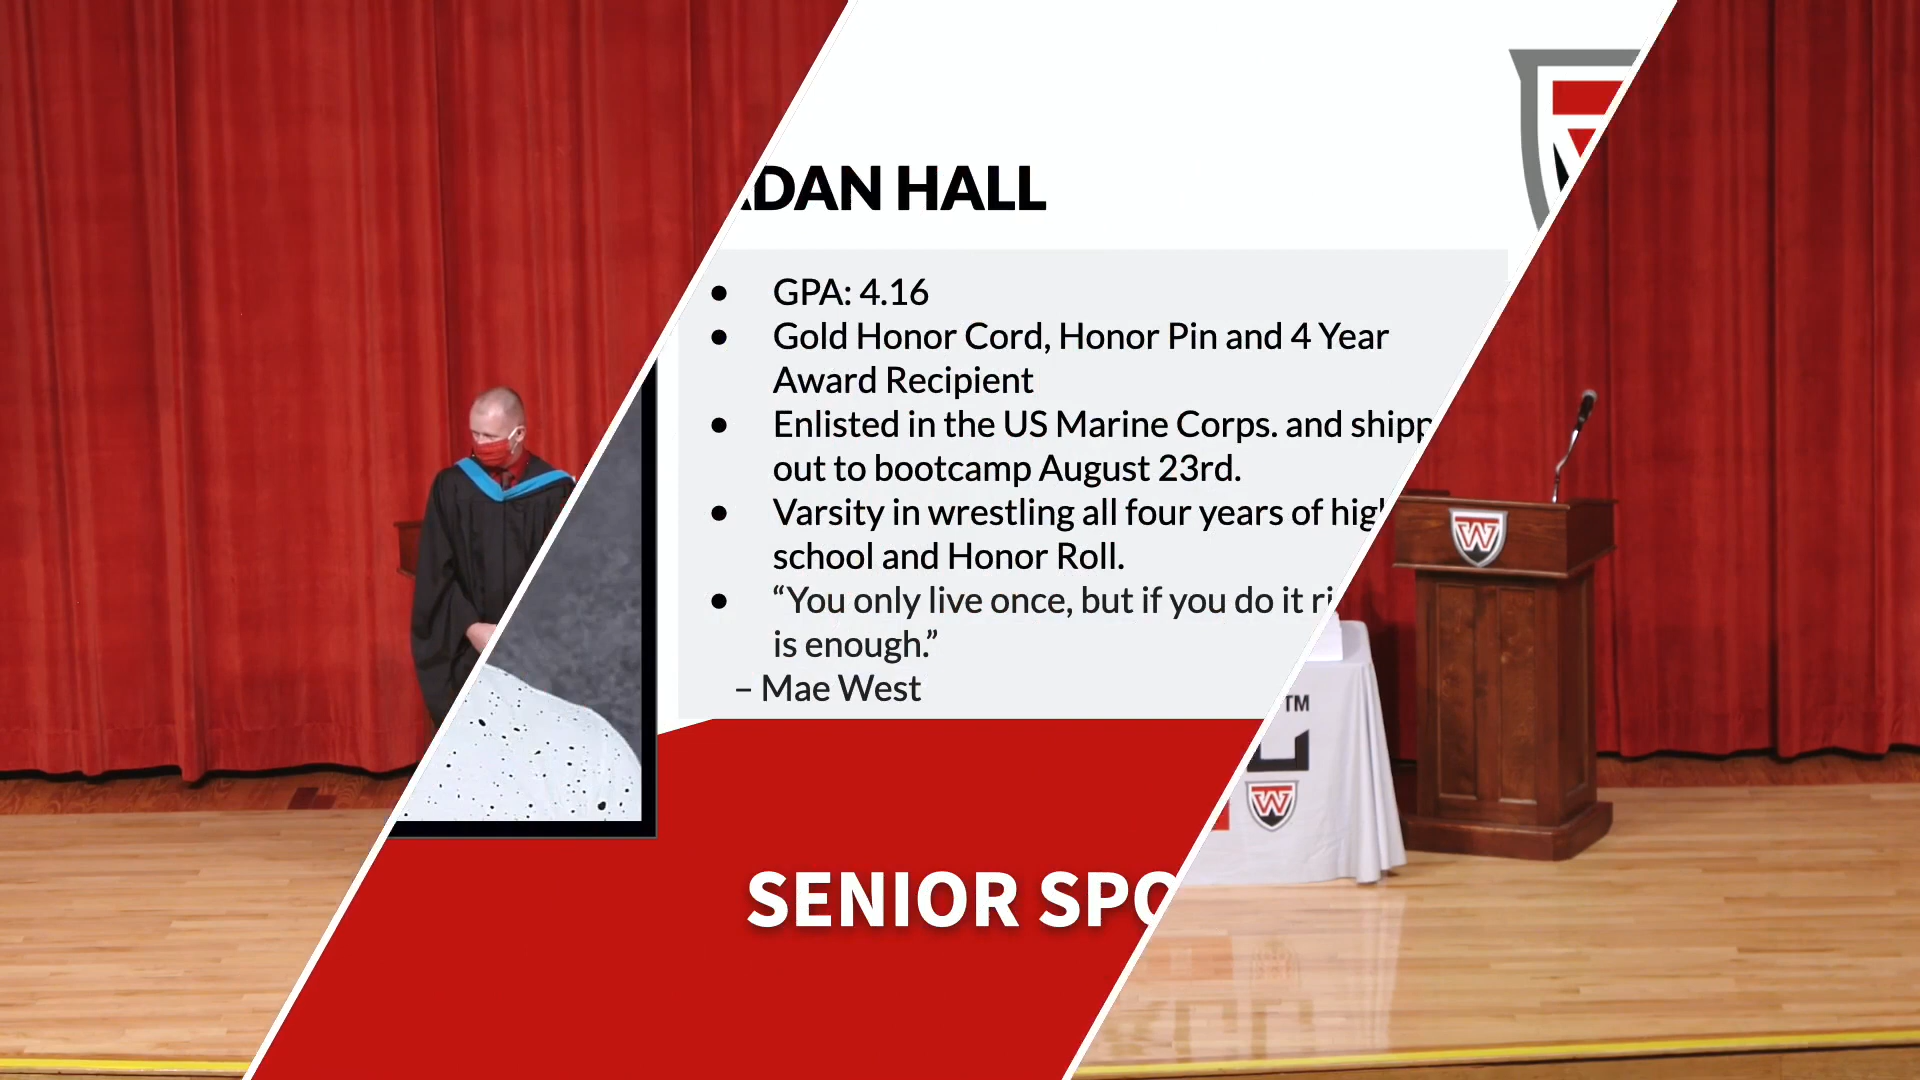 DAN HALL
● GPA: 4.16
● Gold Honor Cord, Honor Pin and 4 Year
Award Recipient
● Enlisted in the US Marine Corps. and shipp
out to bootcamp August 23rd.
● Varsity in wrestling all four years of hig
school and Honor Roll.
● “You only live once, but if you do it ri
is enough.”
– Mae West
W
TM
L
W
SENIOR SPO